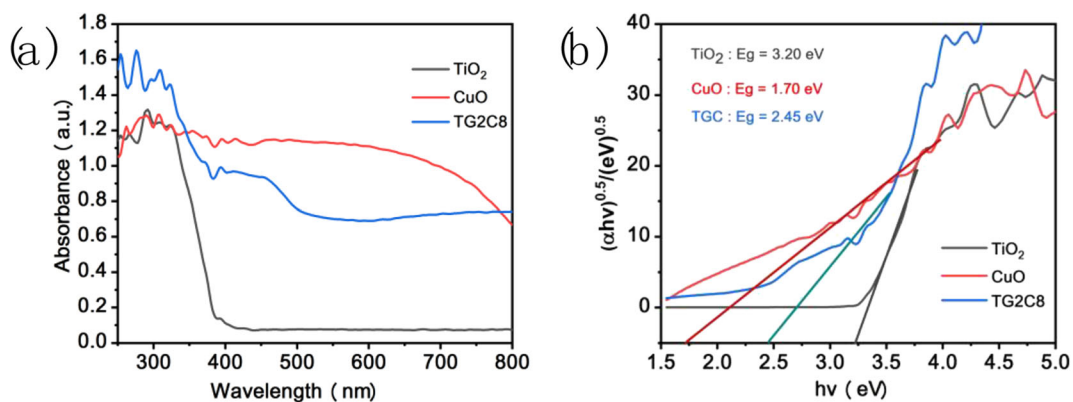 (a)
Absorbance ( a.u.)
1.8
1.6
1.4
1.2
1.0
0.8
0.6
0.4
0.2
0.0
TiO₂
CuO
TG2C8
300 400 500 600 700 800
Wavelength ( nm)
(b)
(αhv)^0.5/(eV)^0.5
40
30
20
10
0
TiO₂ : Eg = 3.20 eV
CuO : Eg = 1.70 eV
TGC : Eg = 2.45 eV
TiO₂
CuO
TG2C8
1.5 2.0 2.5 3.0 3.5 4.0 4.5 5.0
hv ( eV)